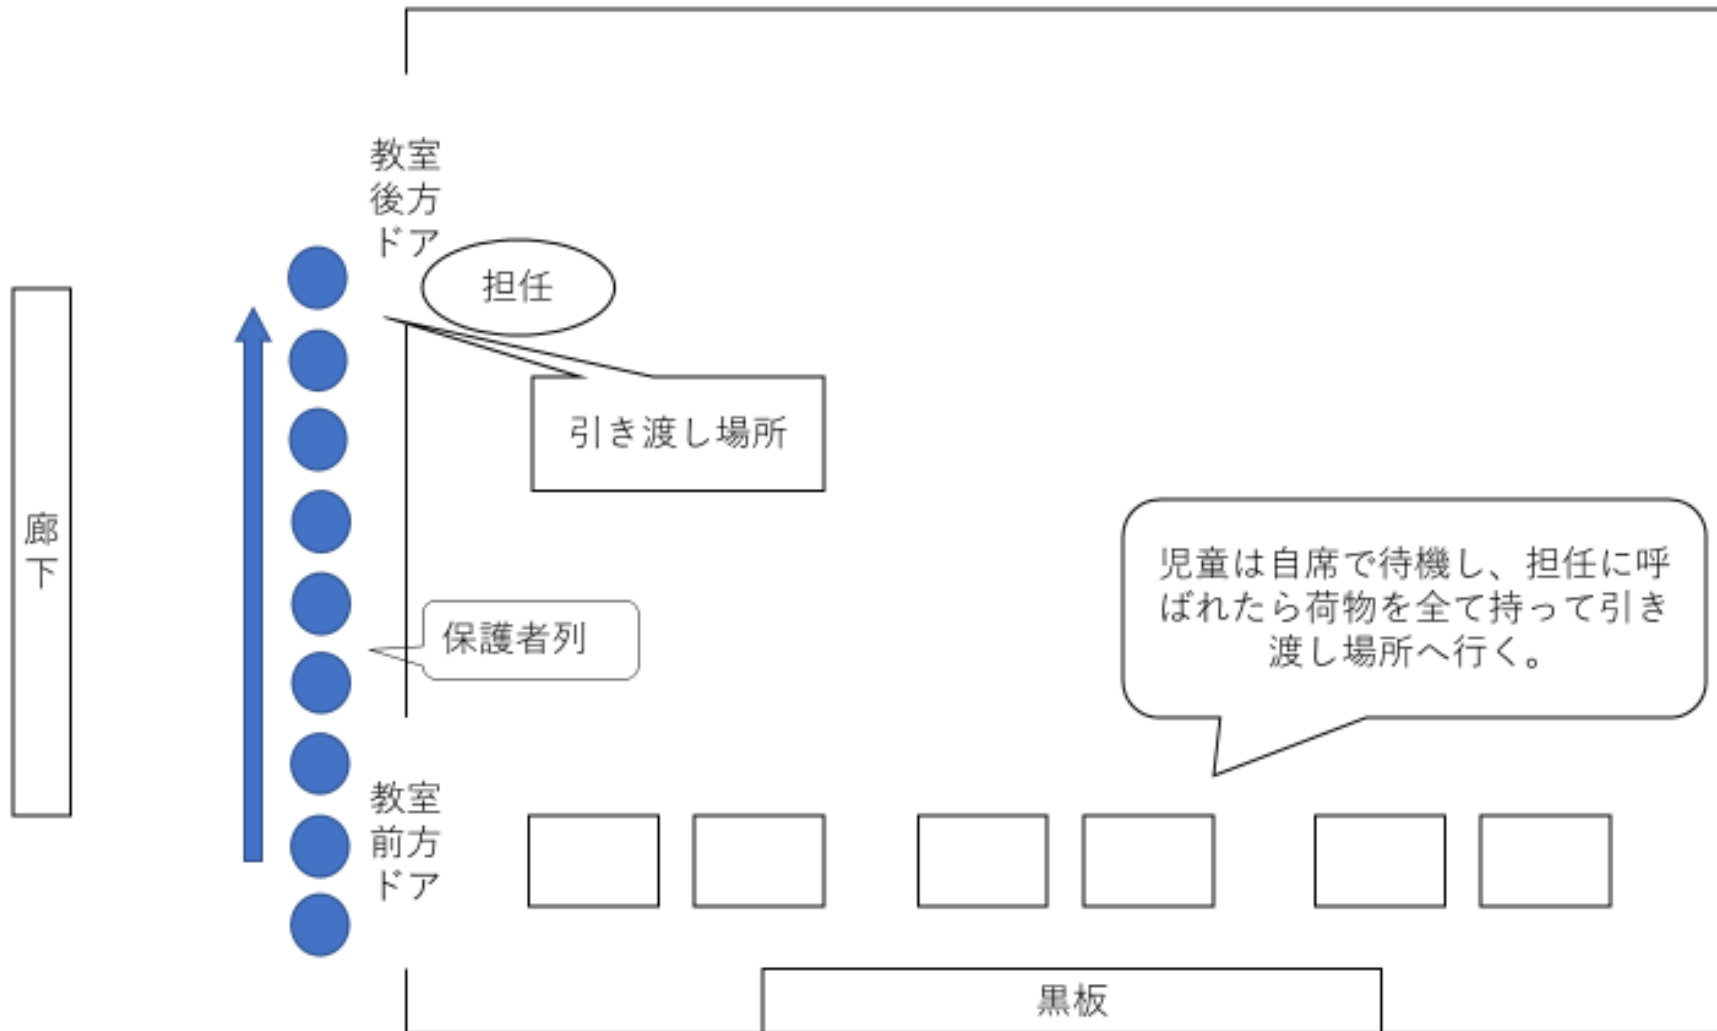 教室
後方
ドア
担任
引き渡し場所
廊
下
児童は自席で待機し、担任に呼
ばれたら荷物を全て持って引き
渡し場所へ行く。
保護者列
教室
前方
ドア
黒板